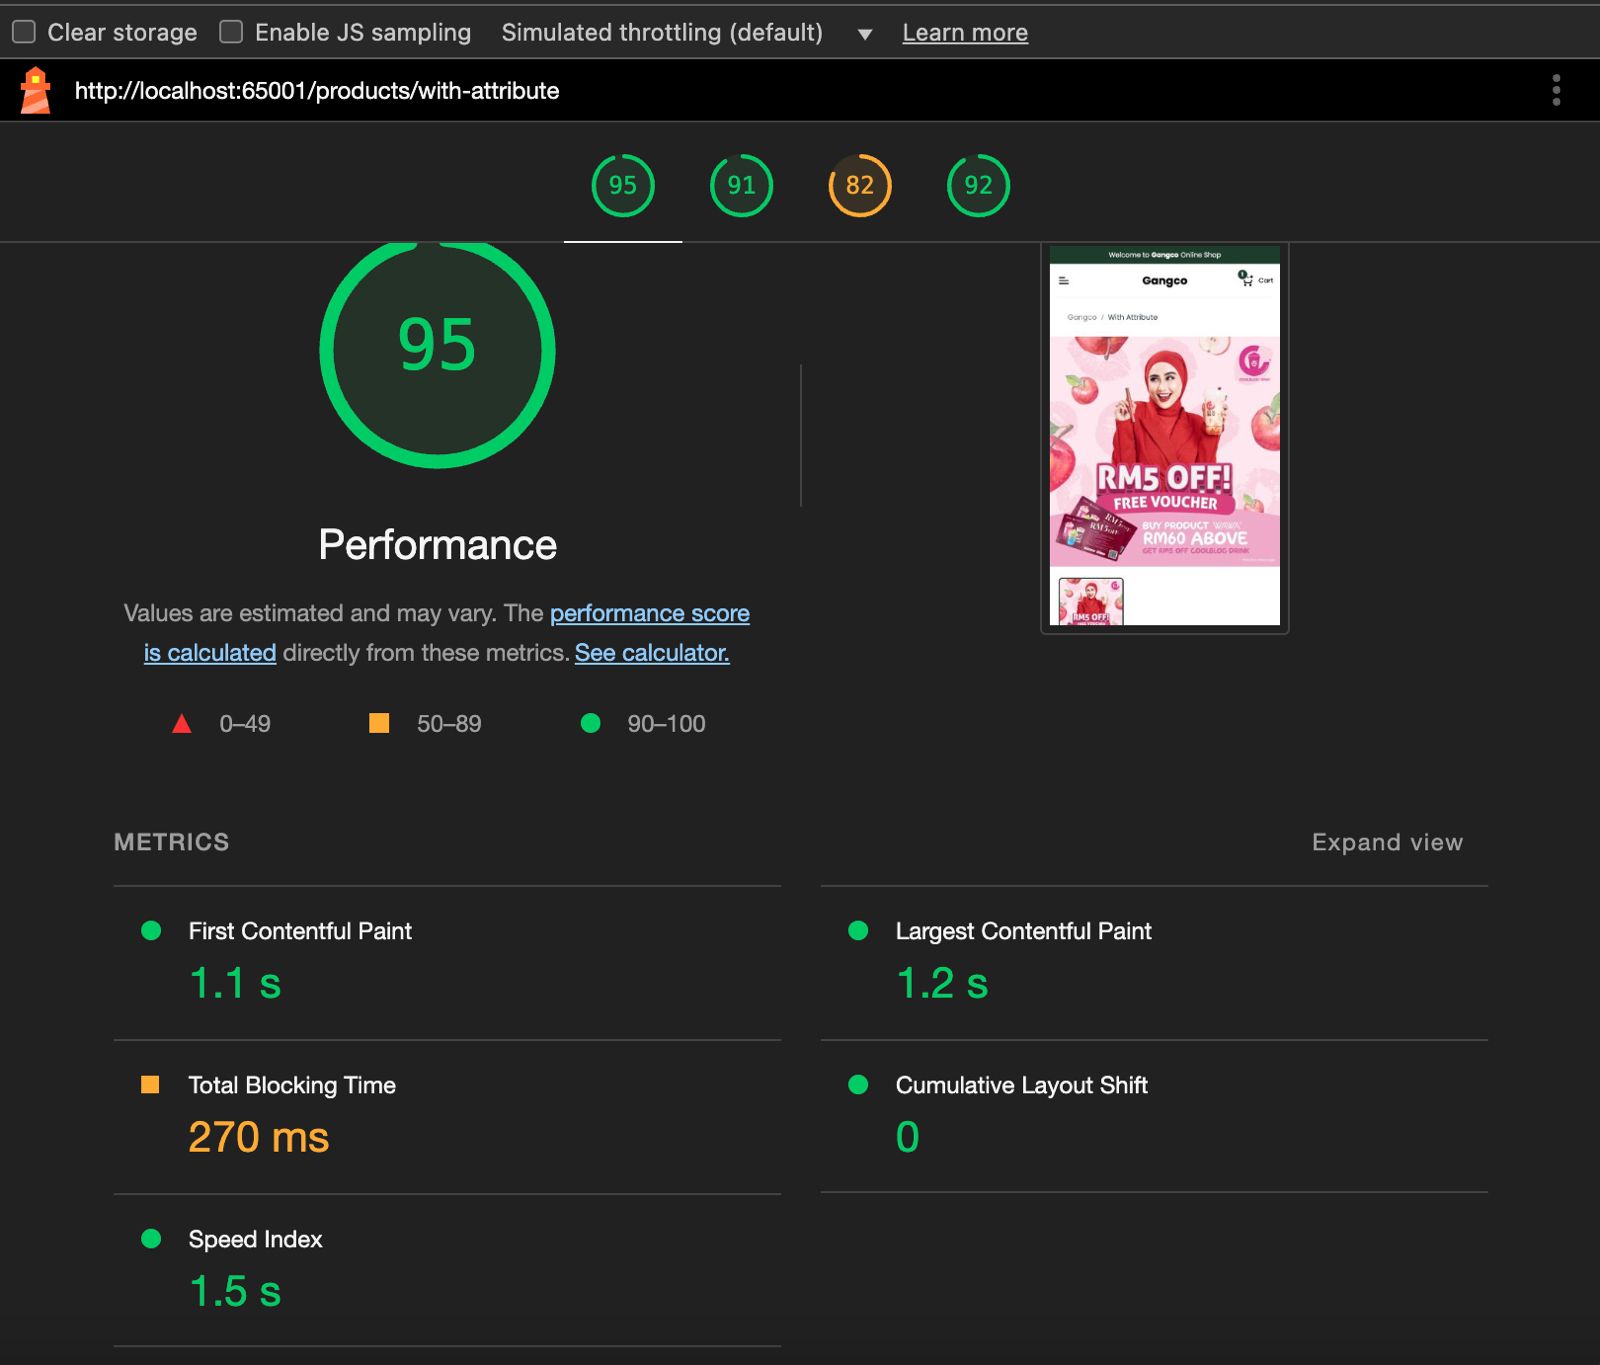 Clear storage Enable JS sampling Simulated throttling (default) Learn more
http://localhost:65001/products/with-attribute
95 91 82 92
95
Performance
Values are estimated and may vary. The performance score
is calculated directly from these metrics. See calculator.
0–49 50–89 90–100
Welcome to Gangco Online Shop
Gangco
Cart
Gangco / With Attribute
RM5 OFF!
FREE VOUCHER
BUY PRODUCT
RM60 ABOVE
GET RM5 OFF COOLBLOG DRINK
RM5 OFF!
METRICS Expand view
First Contentful Paint
1.1 s
Largest Contentful Paint
1.2 s
Total Blocking Time
270 ms
Cumulative Layout Shift
0
Speed Index
1.5 s